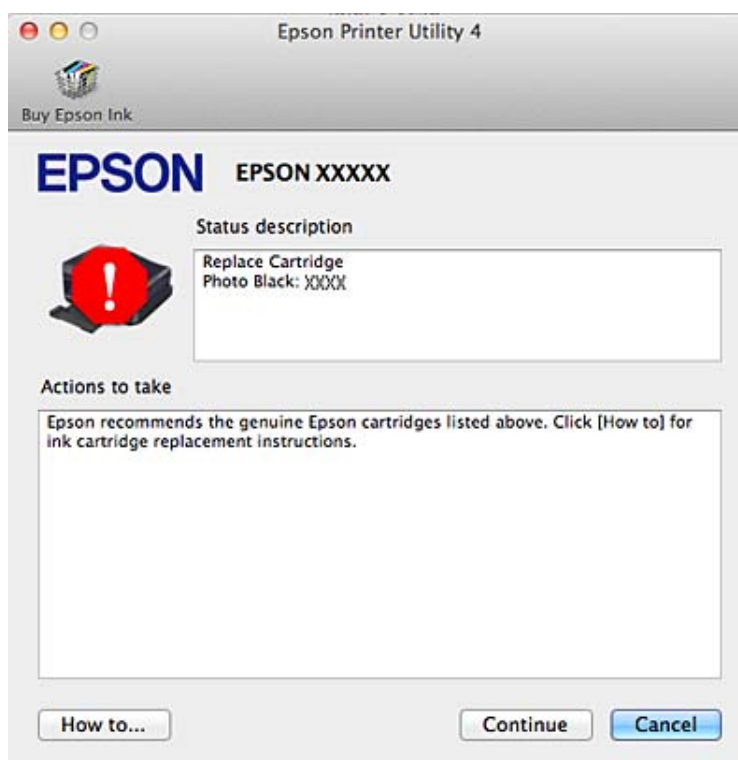 Epson Printer Utility 4
Buy Epson Ink
EPSON EPSON XXXXX
Status description
Replace Cartridge
Photo Black: XXXX
Actions to take
Epson recommends the genuine Epson cartridges listed above. Click [How to] for
ink cartridge replacement instructions.
How to... Continue Cancel